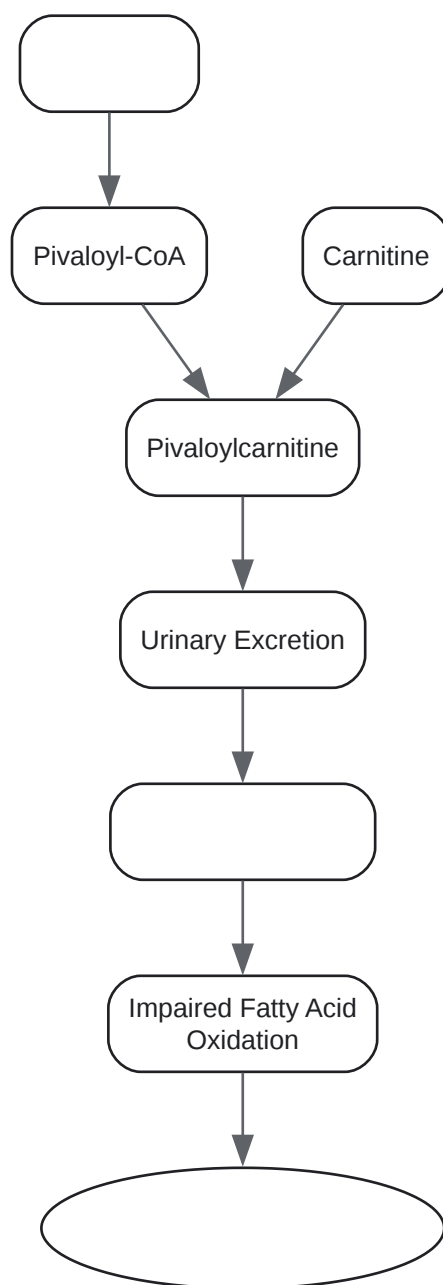 Pivaloyl-CoA
Carnitine
Pivaloylcarnitine
Urinary Excretion
Impaired Fatty Acid
Oxidation